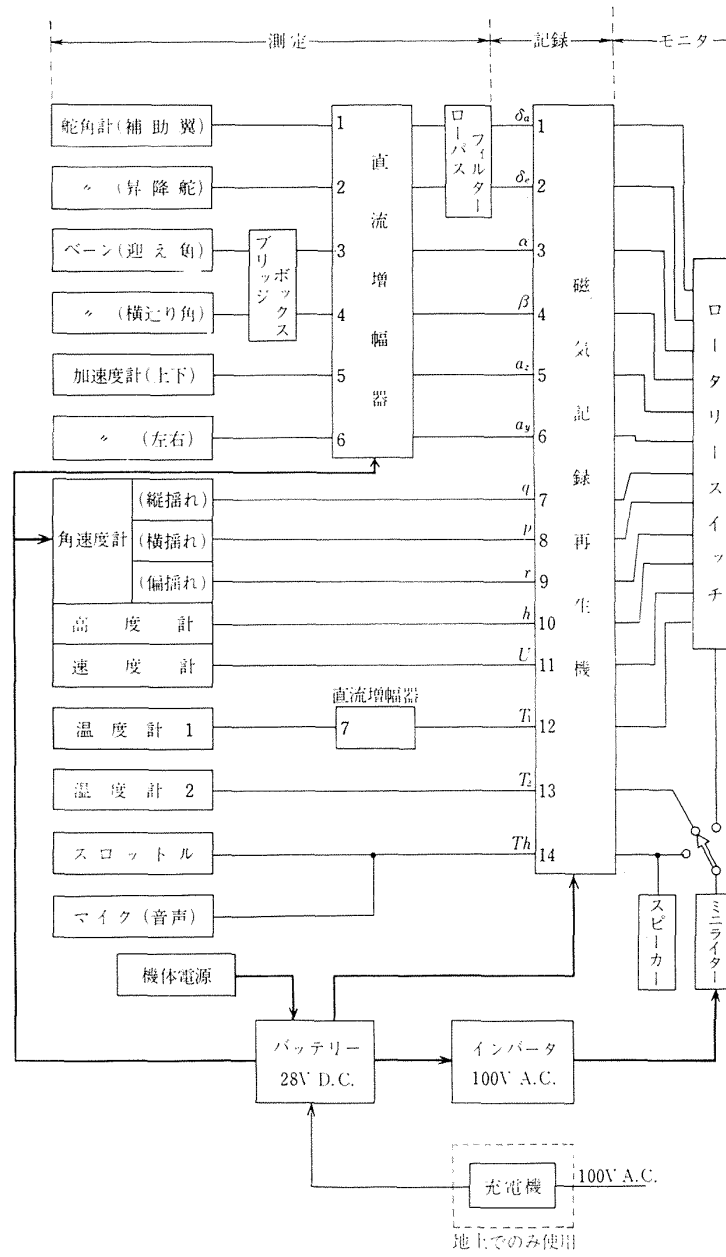 測定
記録
モニター
舵角計(補助翼)
〃 (昇降舵)
ベーン(迎え角)
〃 (横辷り角)
加速度計(上下)
〃 (左右)
ブリッジ
ボックス
1
2
3
4
5
6
直流増幅器
ローパス
フィルター
δa
δe
α
β
az
ay
q
p
r
h
U
T1
T2
Th
1
2
3
4
5
6
7
8
9
10
11
12
13
14
磁気記録再生機
ロータリースイッチ
角速度計
(縦揺れ)
(横揺れ)
(偏揺れ)
高度計
速度計
温度計 1
直流増幅器
7
温度計 2
スロットル
マイク(音声)
スピーカー
ミニライター
機体電源
バッテリー
28V D.C.
インバータ
100V A.C.
充電機
100V A.C.
地上でのみ使用